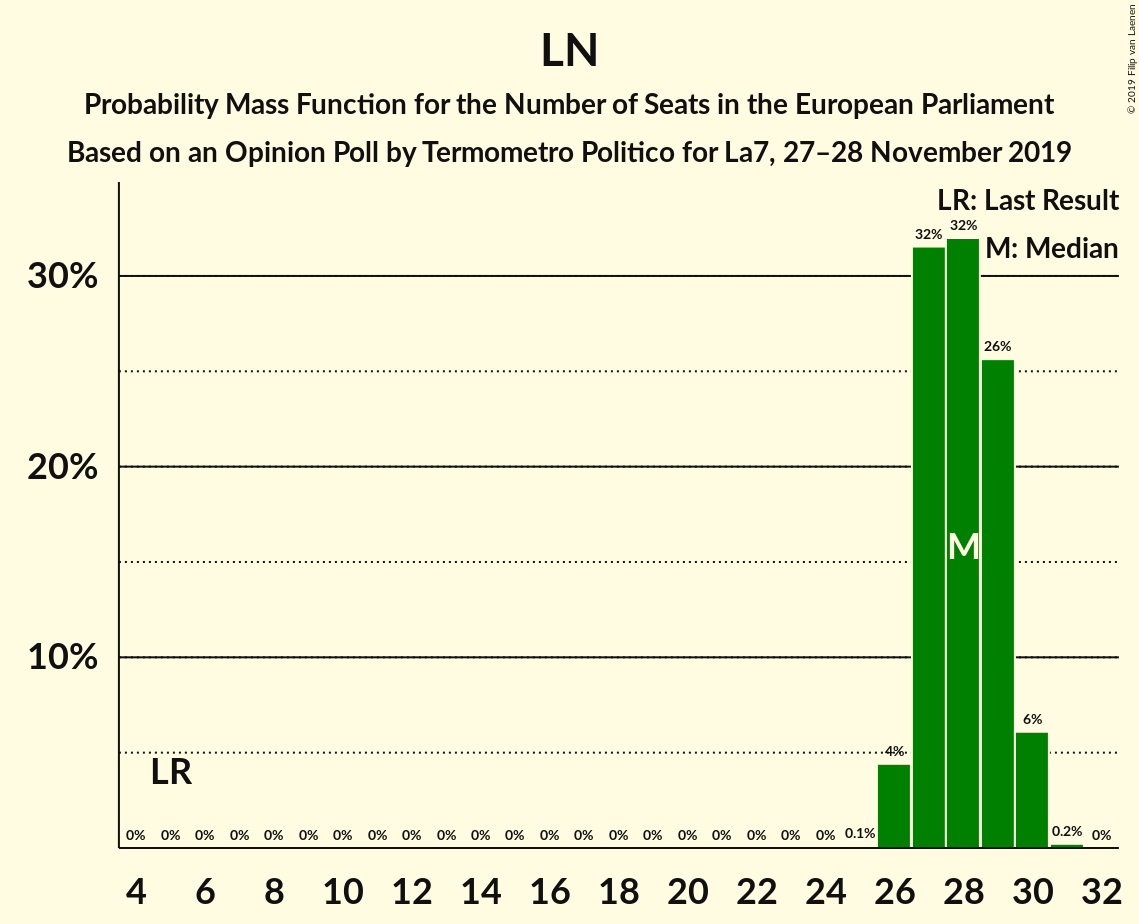 LN
Probability Mass Function for the Number of Seats in the European Parliament
Based on an Opinion Poll by Termometro Politico for La7, 27–28 November 2019
© 2019 Filip van Laenen
LR: Last Result
M: Median
32% 32%
30%
26%
20%
M
10%
6%
4%
LR
0% 0% 0% 0% 0% 0% 0% 0% 0% 0% 0% 0% 0% 0% 0% 0% 0% 0% 0% 0% 0% 0.1% 0.2% 0%
4 6 8 10 12 14 16 18 20 22 24 26 28 30 32